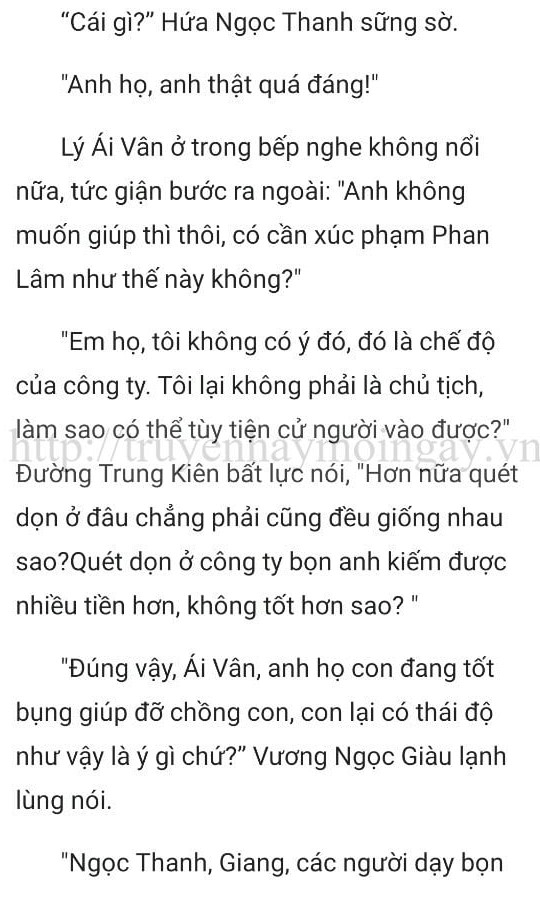 “Cái gì?” Hứa Ngọc Thanh sững sờ.
"Anh họ, anh thật quá đáng!"
Lý Ái Vân ở trong bếp nghe không nổi
nữa, tức giận bước ra ngoài: "Anh không
muốn giúp thì thôi, có cần xúc phạm Phan
Lâm như thế này không?"
"Em họ, tôi không có ý đó, đó là chế độ
của công ty. Tôi lại không phải là chủ tịch,
làm sao có thể tùy tiện cử người vào được?"
http://truyenhaymoingay.vn
Đường Trung Kiên bất lực nói, "Hơn nữa quét
dọn ở đâu chẳng phải cũng đều giống nhau
sao?Quét dọn ở công ty bọn anh kiếm được
nhiều tiền hơn, không tốt hơn sao? "
"Đúng vậy, Ái Vân, anh họ con đang tốt
bụng giúp đỡ chồng con, con lại có thái độ
như vậy là ý gì chứ?” Vương Ngọc Giàu lạnh
lùng nói.
"Ngọc Thanh, Giang, các người dạy bọn